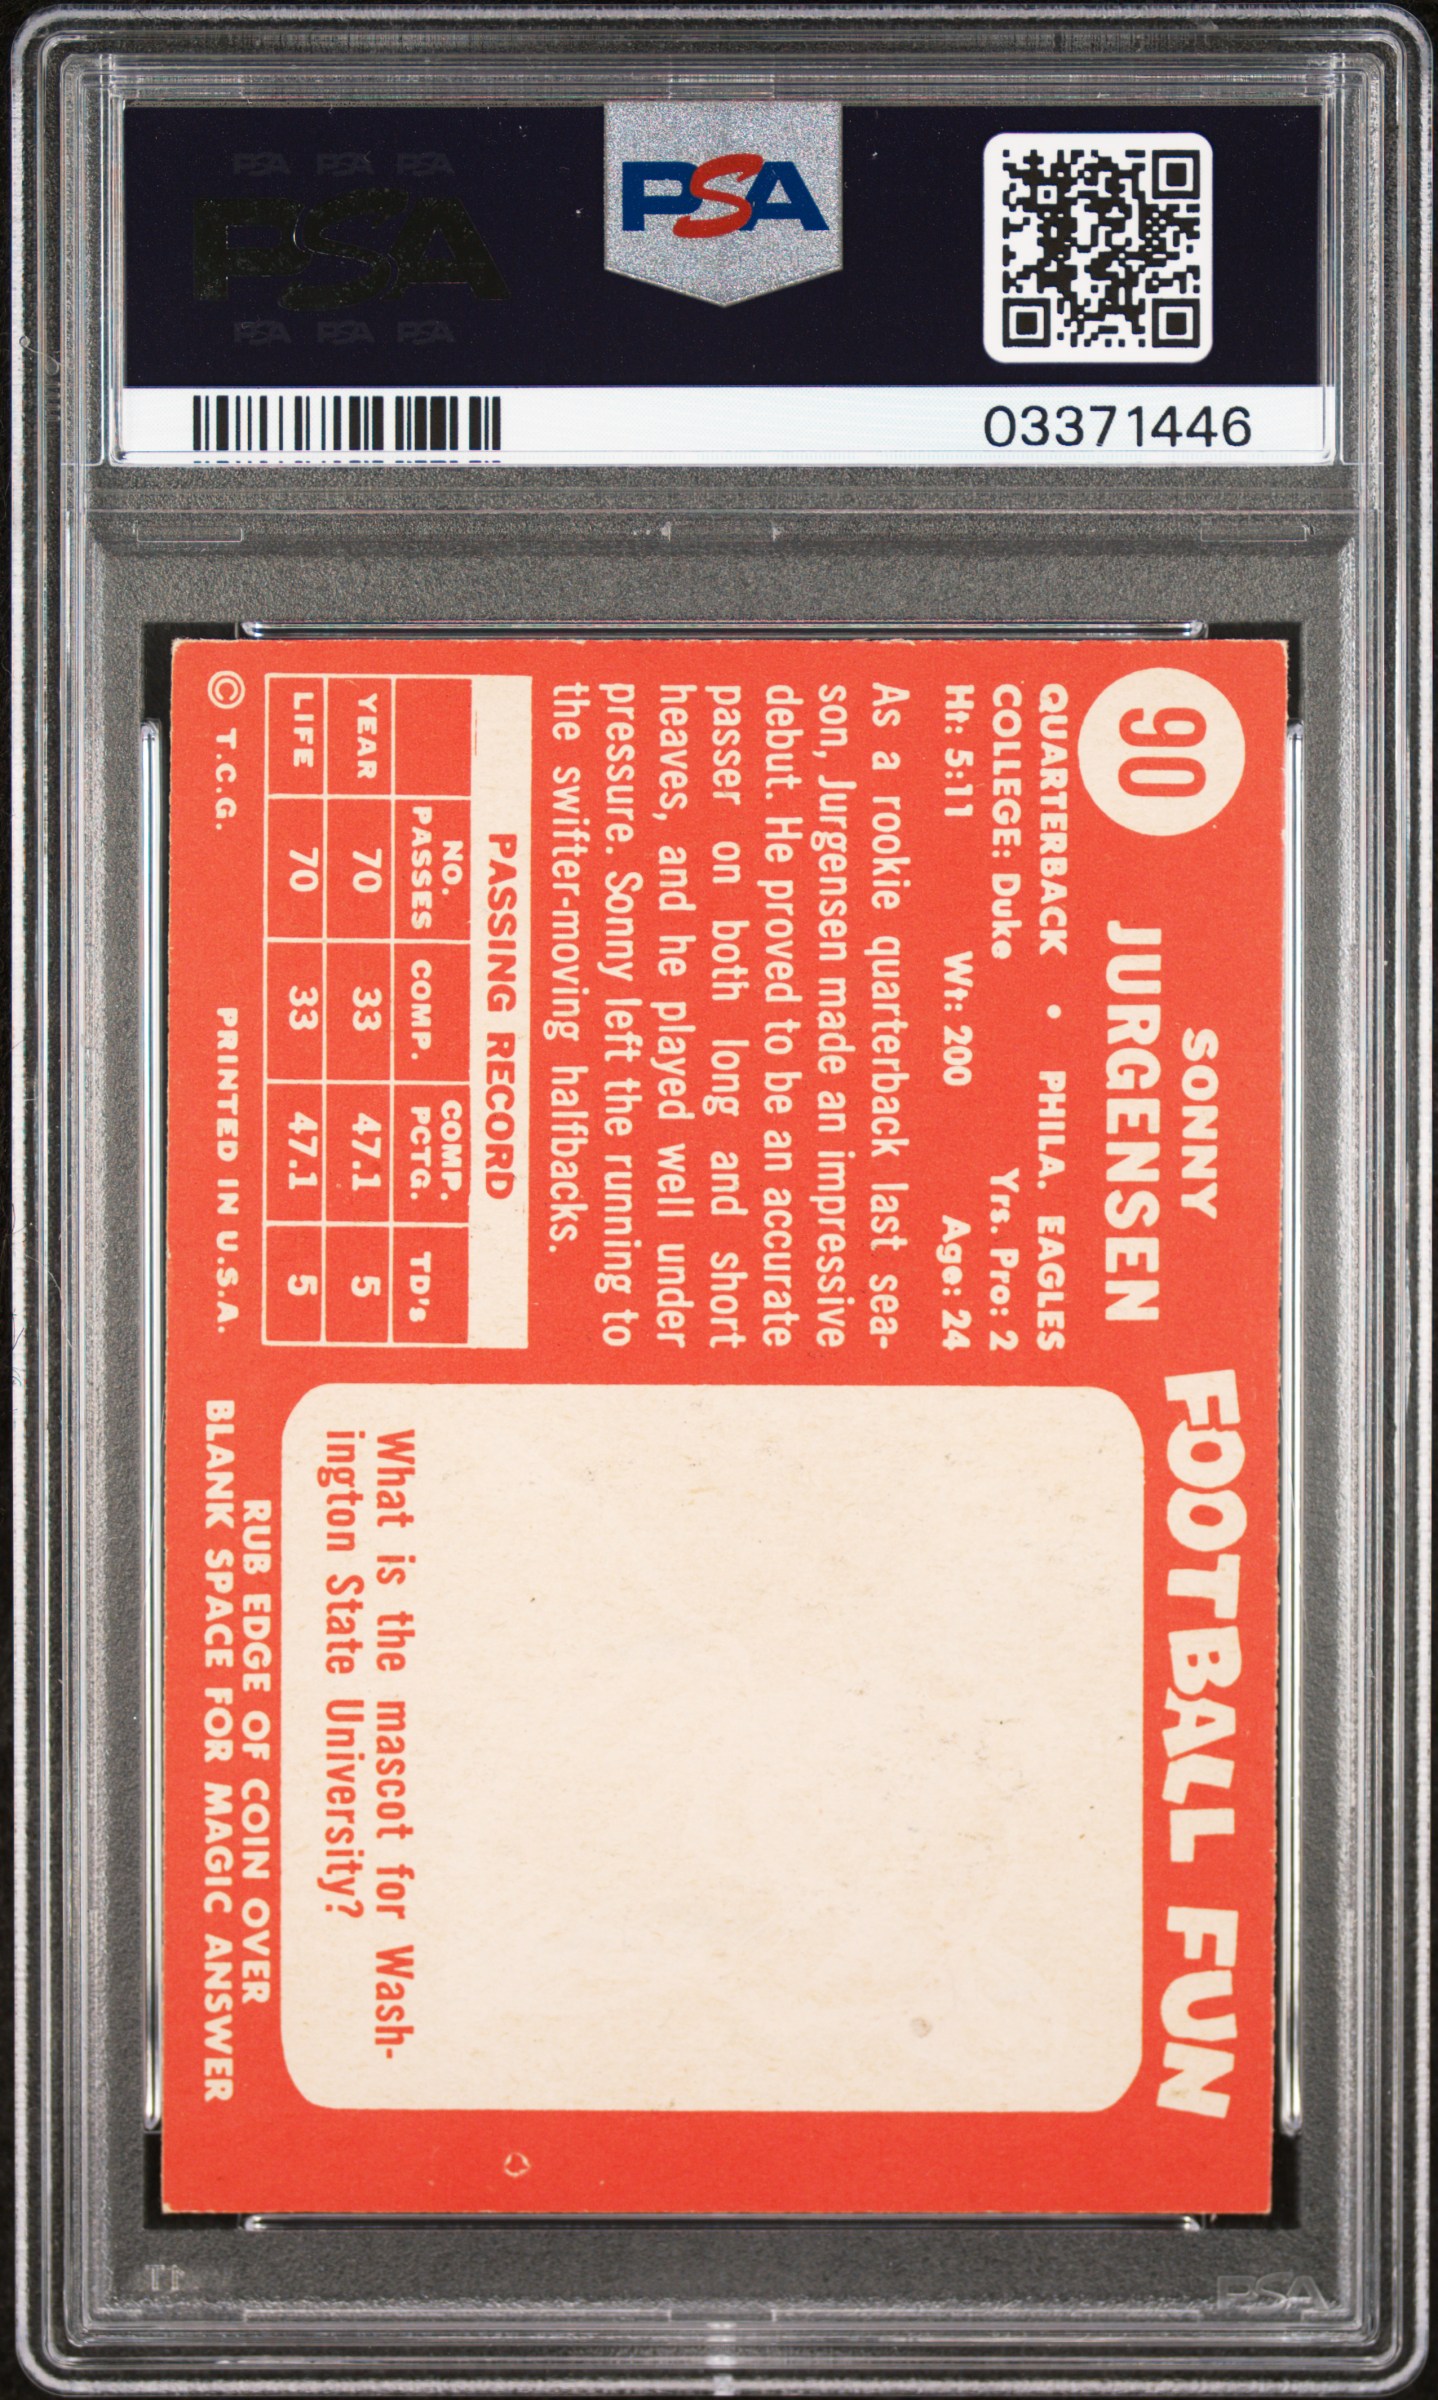 PSA PSA PSA
PSA
PSA PSA PSA
PSA
03371446
90
SONNY
JURGENSEN
QUARTERBACK • PHILA. EAGLES
COLLEGE: Duke Yrs. Pro: 2
Ht: 5:11 Wt: 200 Age: 24
As a rookie quarterback last sea-
son, Jurgensen made an impressive
debut. He proved to be an accurate
passer on both long and short
heaves, and he played well under
pressure. Sonny left the running to
the swifter-moving halfbacks.
PASSING RECORD
NO. PASSES COMP. COMP. PCTG. TD's
YEAR 70 33 47.1 5
LIFE 70 33 47.1 5
© T.C.G. PRINTED IN U.S.A.
FOOTBALL FUN
What is the mascot for Wash-
ington State University?
RUB EDGE OF COIN OVER
BLANK SPACE FOR MAGIC ANSWER
PSA